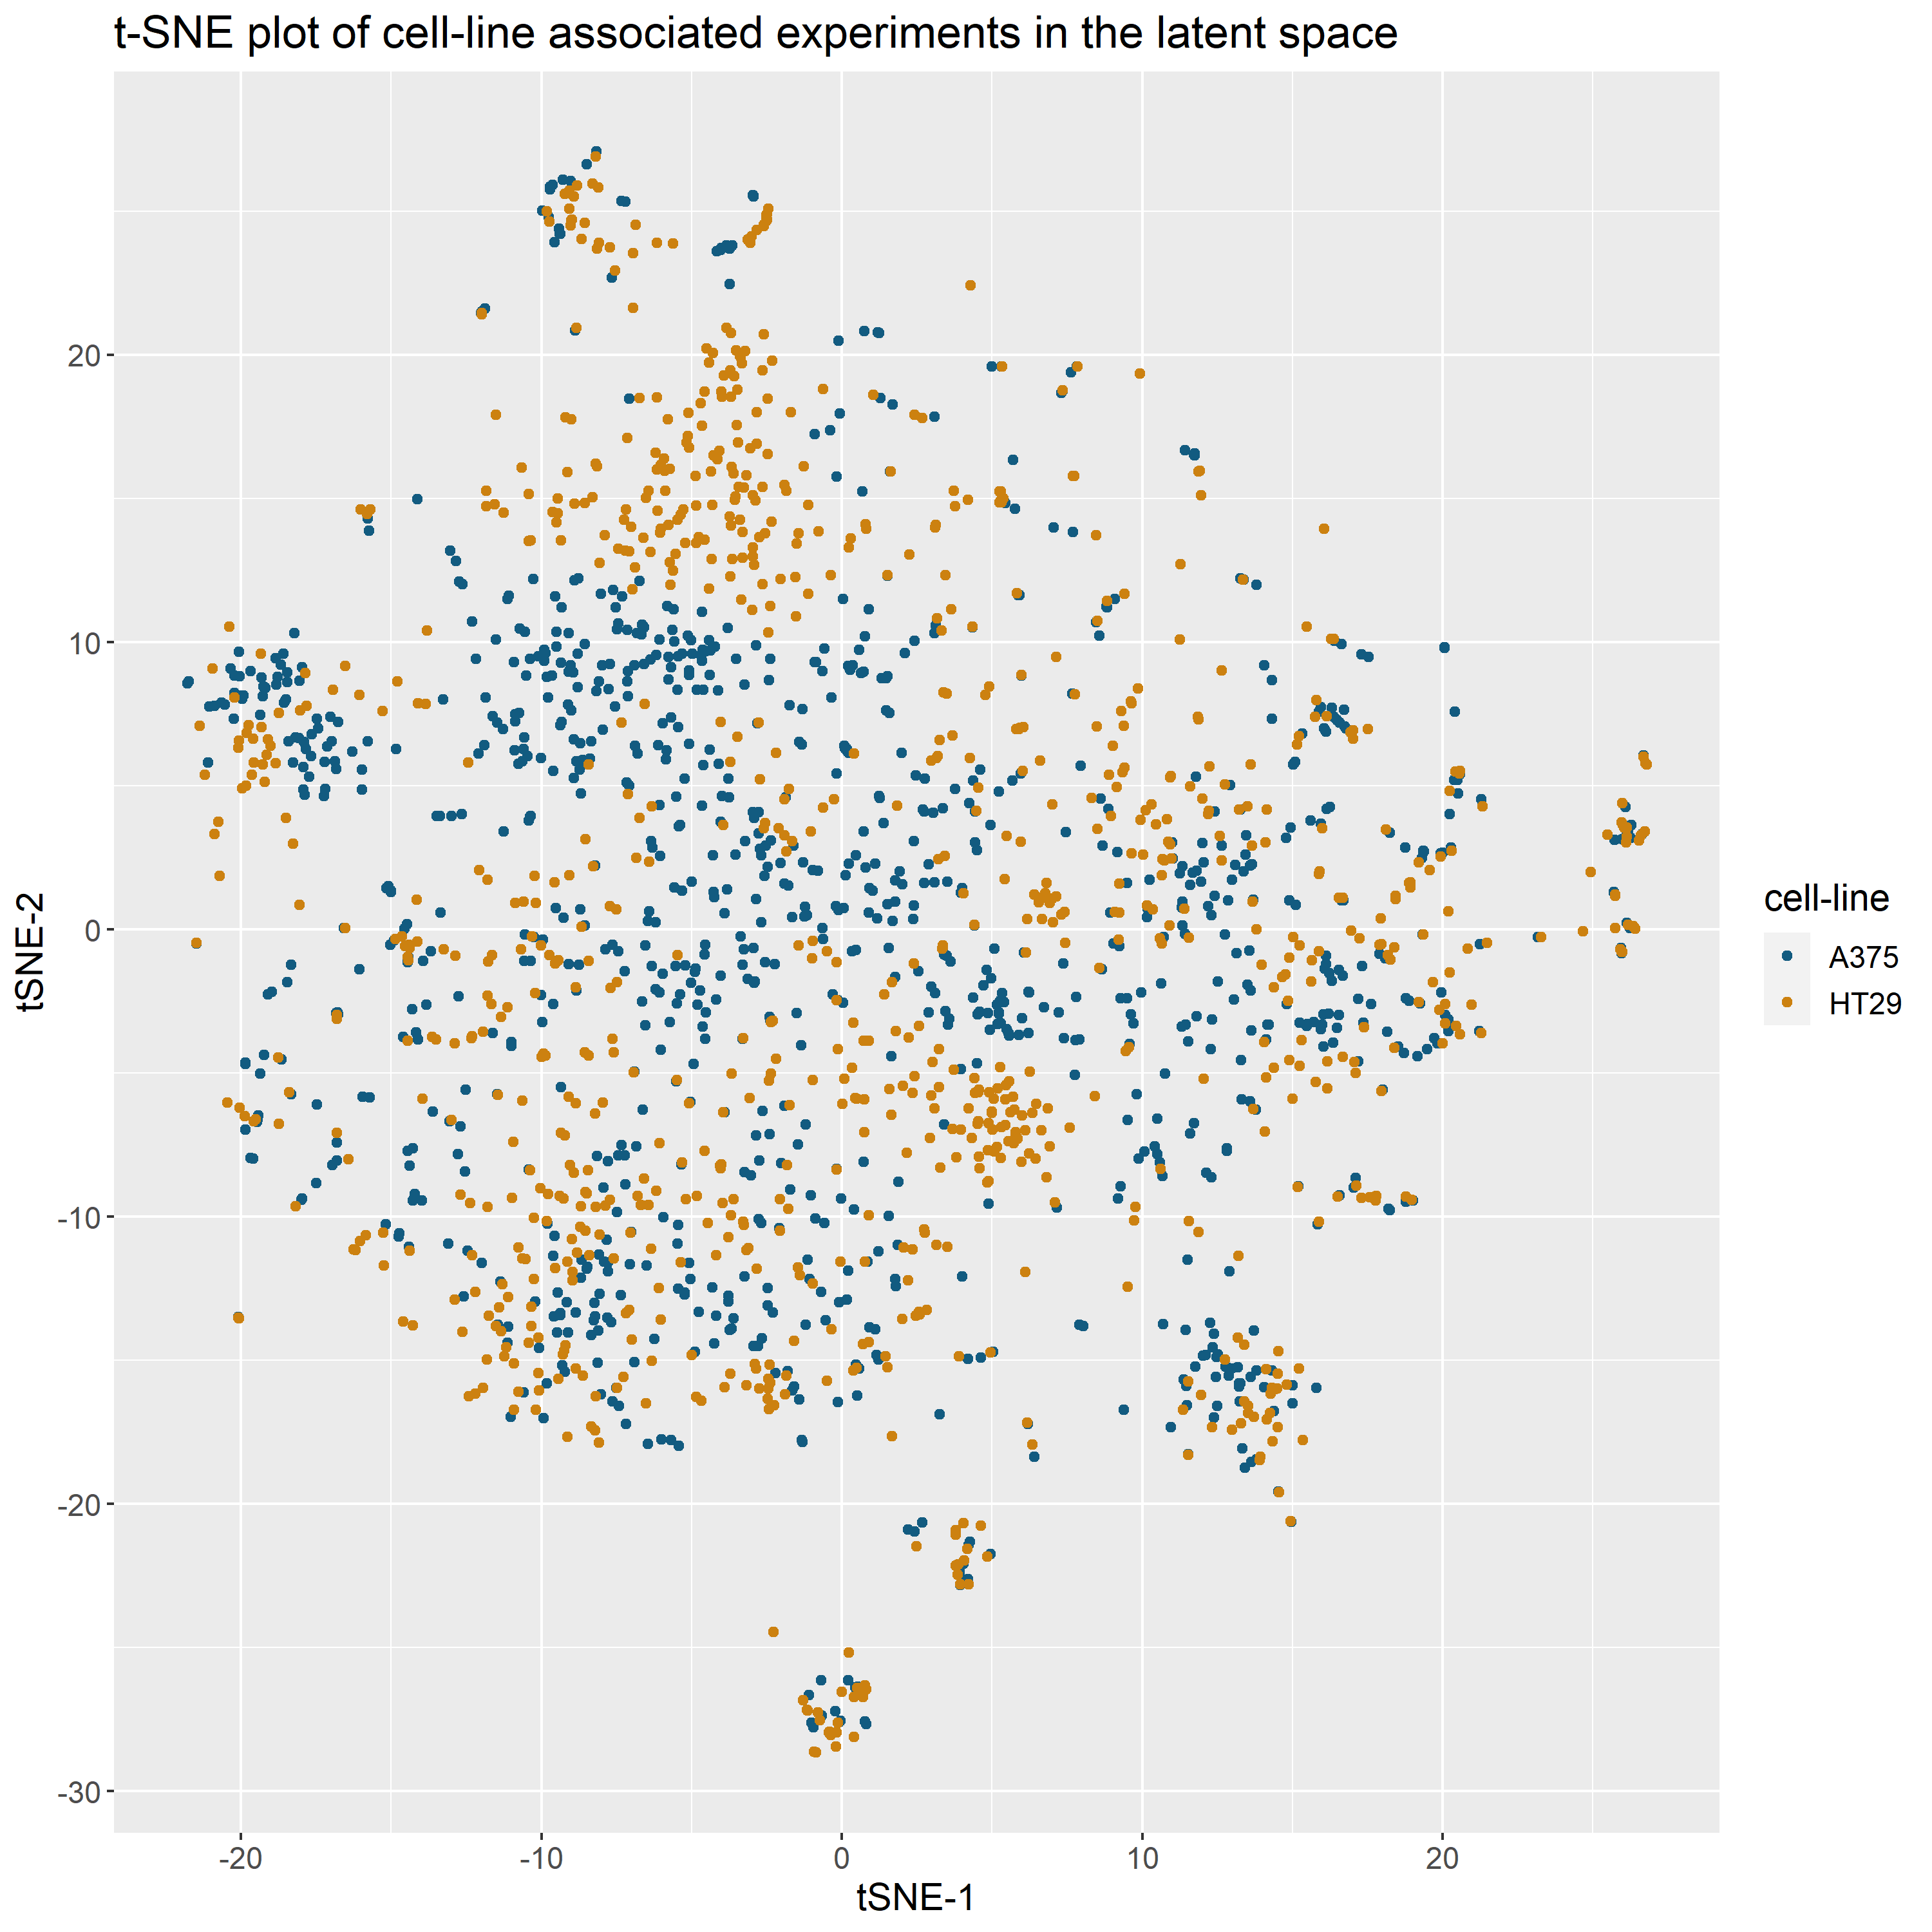 t-SNE plot of cell-line associated experiments in the latent space
20
10
0
-10
-20
-30
tSNE-2
-20
-10
0
10
20
tSNE-1
cell-line
A375
HT29